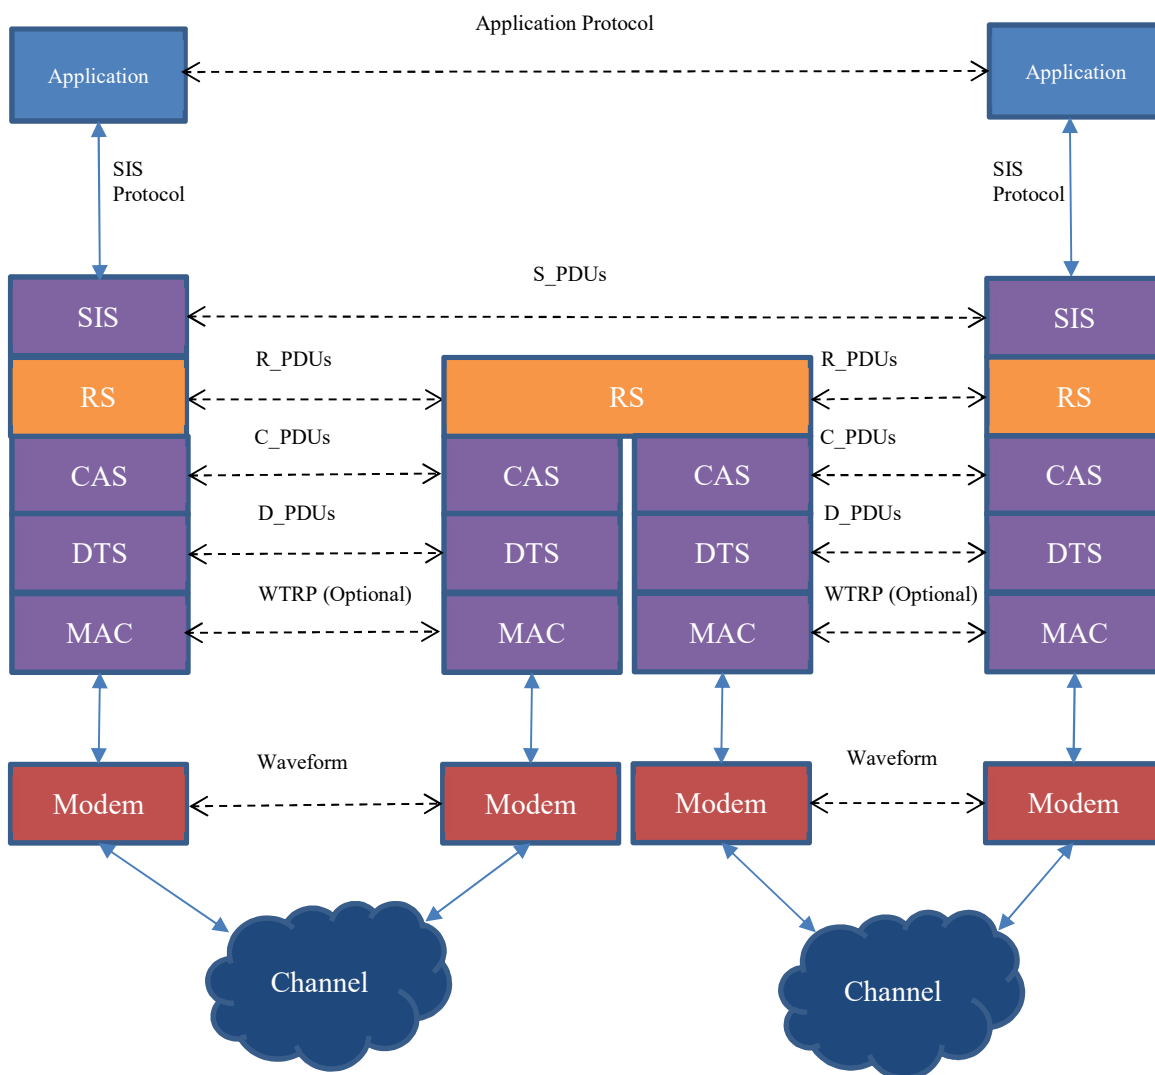 Application Protocol
Application
Application
SIS
Protocol
SIS
Protocol
S_PDUs
SIS
SIS
R_PDUs
R_PDUs
RS
RS
RS
C_PDUs
C_PDUs
CAS
CAS
CAS
CAS
D_PDUs
D_PDUs
DTS
DTS
DTS
DTS
WTRP (Optional)
WTRP (Optional)
MAC
MAC
MAC
MAC
Waveform
Waveform
Modem
Modem
Modem
Modem
Channel
Channel